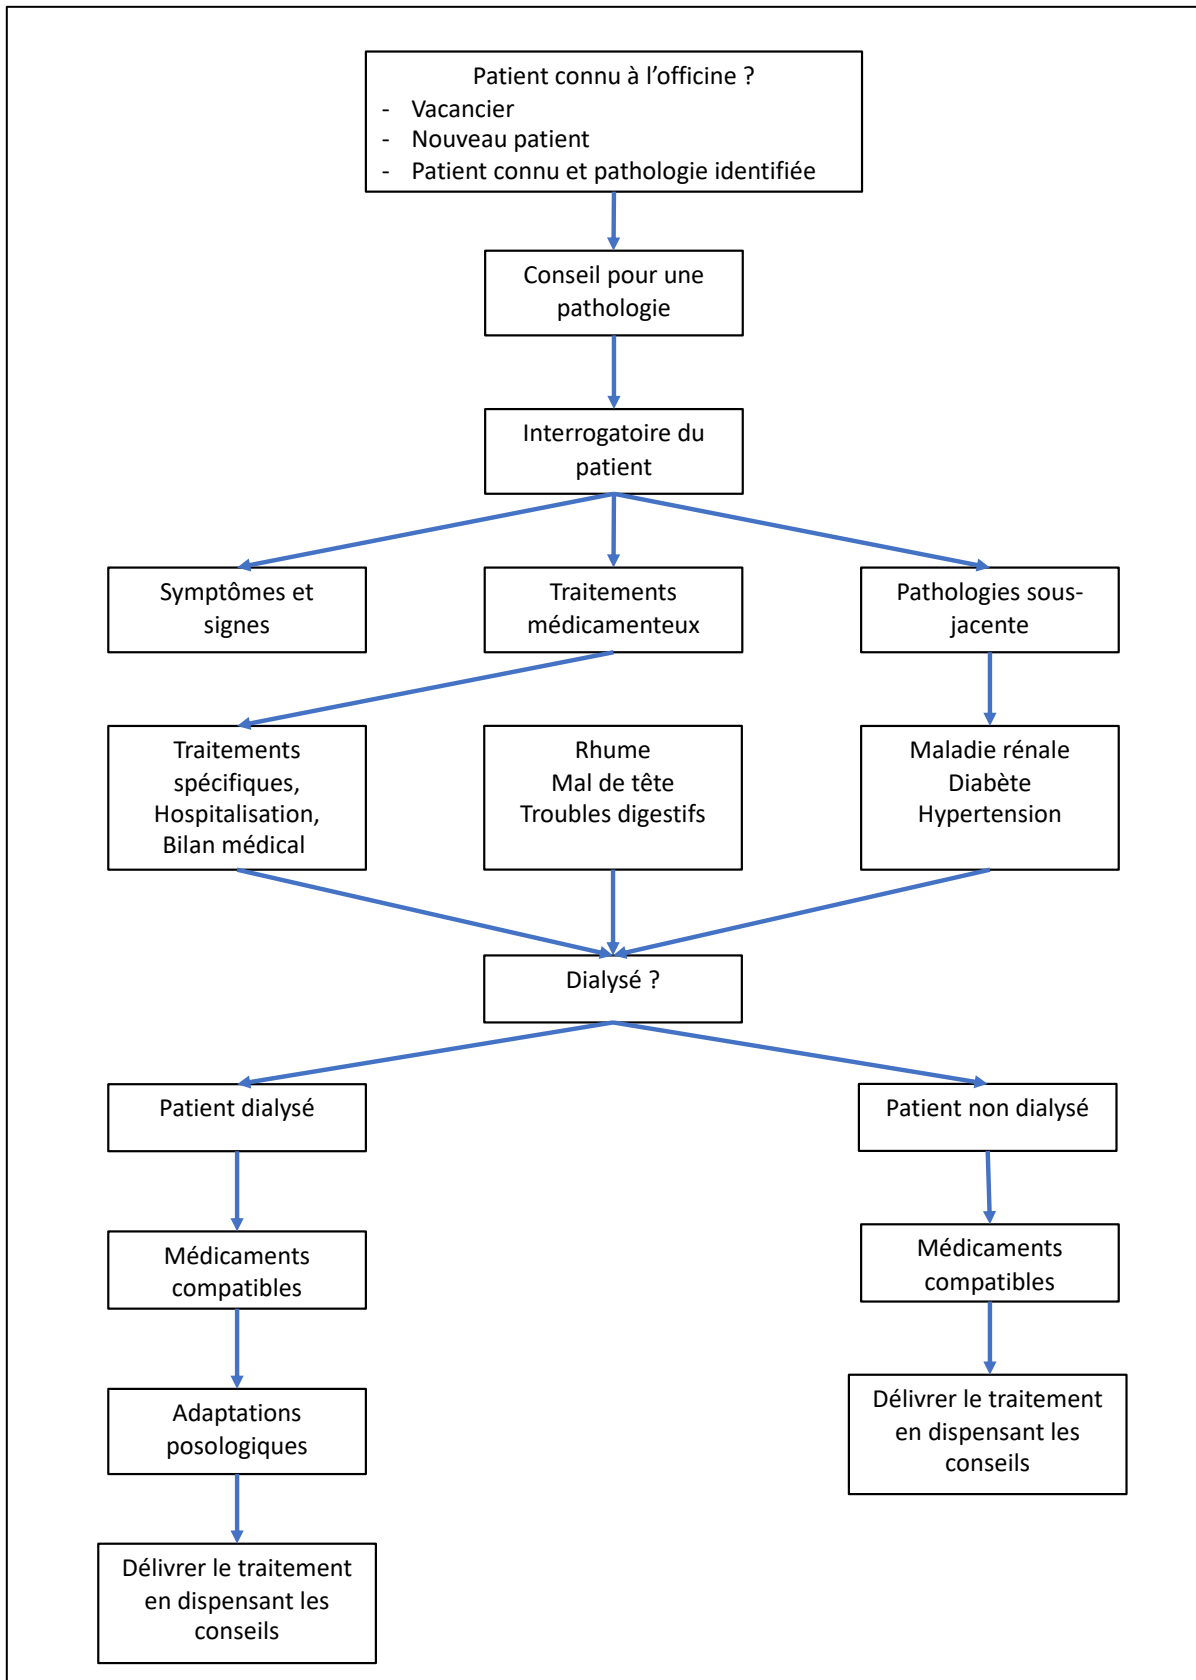 Patient connu à l’officine ?
- Vacancier
- Nouveau patient
- Patient connu et pathologie identifiée
Conseil pour une
pathologie
Interrogatoire du
patient
Symptômes et
signes
Traitements
médicamenteux
Pathologies sous-
jacente
Traitements
spécifiques,
Hospitalisation,
Bilan médical
Rhume
Mal de tête
Troubles digestifs
Maladie rénale
Diabète
Hypertension
Dialysé ?
Patient dialysé
Patient non dialysé
Médicaments
compatibles
Médicaments
compatibles
Adaptations
posologiques
Délivrer le traitement
en dispensant les
conseils
Délivrer le traitement
en dispensant les
conseils